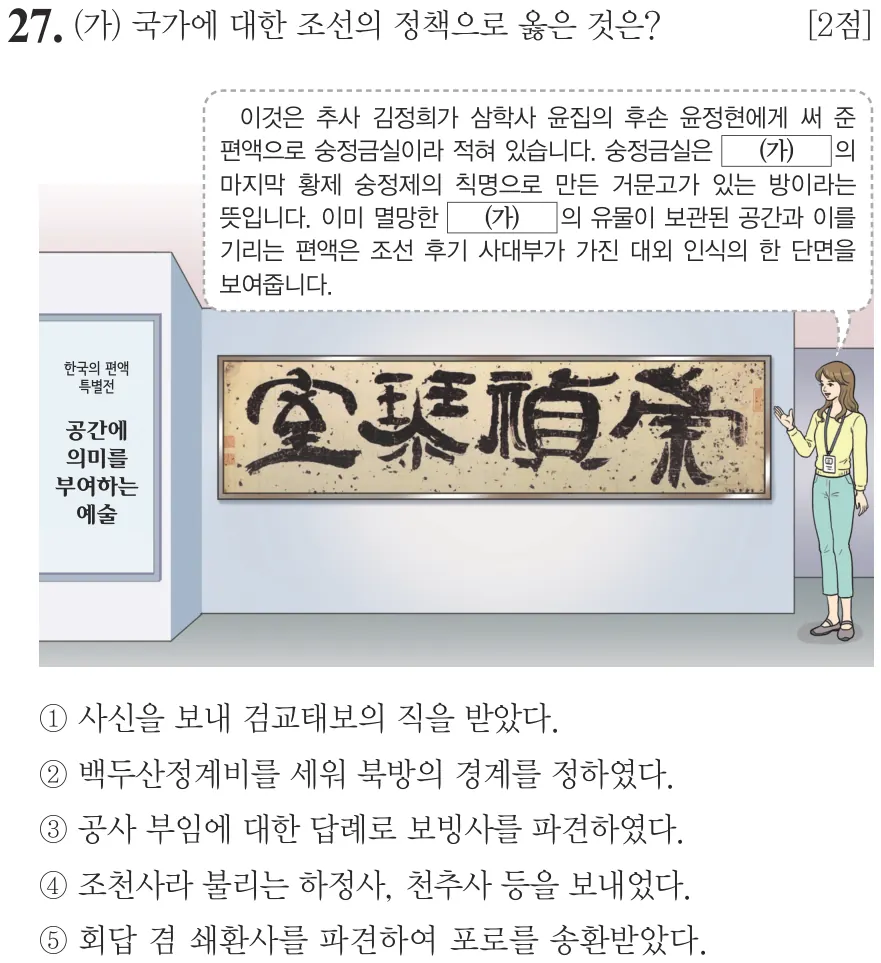 27. (가) 국가에 대한 조선의 정책으로 옳은 것은? [2점]
이것은 추사 김정희가 삼학사 윤집의 후손 윤정현에게 써 준
편액으로 숭정금실이라 적혀 있습니다. 숭정금실은 (가) 의
마지막 황제 숭정제의 칙명으로 만든 거문고가 있는 방이라는
뜻입니다. 이미 멸망한 (가) 의 유물이 보관된 공간과 이를
기리는 편액은 조선 후기 사대부가 가진 대외 인식의 한 단면을
보여줍니다.
한국의 편액
특별전
공간에
의미를
부여하는
예술
室琴禎崇
① 사신을 보내 검교태보의 직을 받았다.
② 백두산정계비를 세워 북방의 경계를 정하였다.
③ 공사 부임에 대한 답례로 보빙사를 파견하였다.
④ 조천사라 불리는 하정사, 천추사 등을 보내었다.
⑤ 회답 겸 쇄환사를 파견하여 포로를 송환받았다.